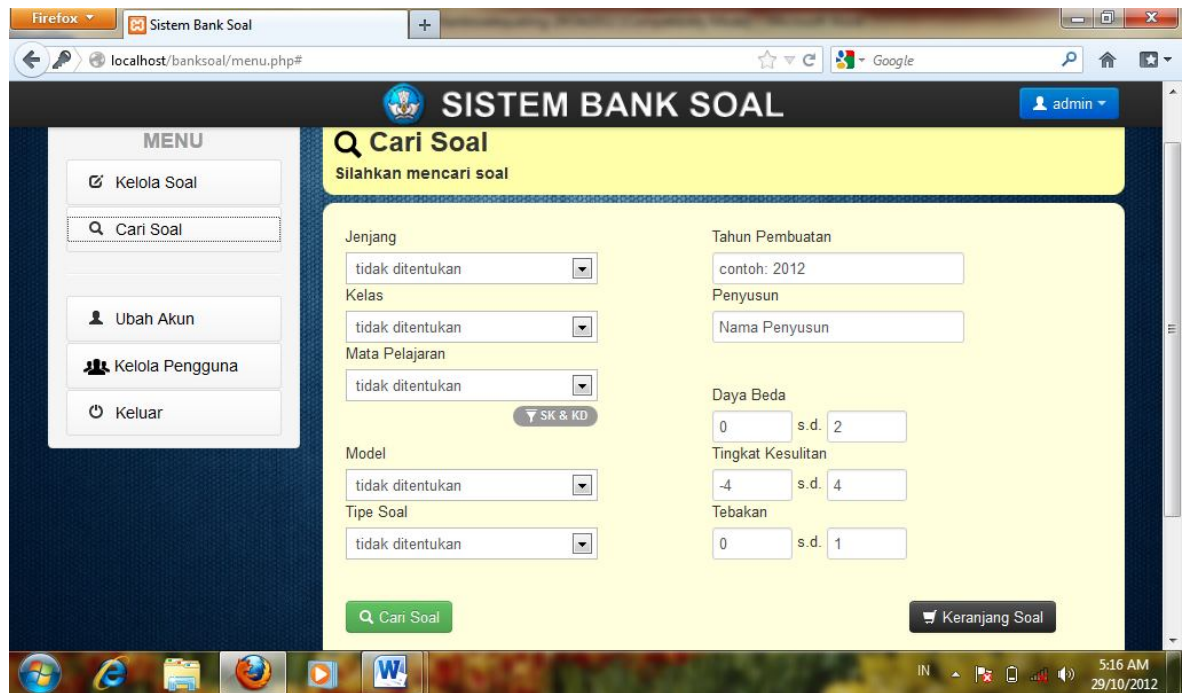 Firefox
Sistem Bank Soal
localhost/banksoal/menu.php#
Google
SISTEM BANK SOAL
admin
MENU
Kelola Soal
Cari Soal
Ubah Akun
Kelola Pengguna
Keluar
Cari Soal
Silahkan mencari soal
Jenjang
tidak ditentukan
Kelas
tidak ditentukan
Mata Pelajaran
tidak ditentukan
SK & KD
Model
tidak ditentukan
Tipe Soal
tidak ditentukan
Tahun Pembuatan
contoh: 2012
Penyusun
Nama Penyusun
Daya Beda
0 s.d. 2
Tingkat Kesulitan
-4 s.d. 4
Tebakan
0 s.d. 1
Cari Soal
Keranjang Soal
IN
5:16 AM
29/10/2012